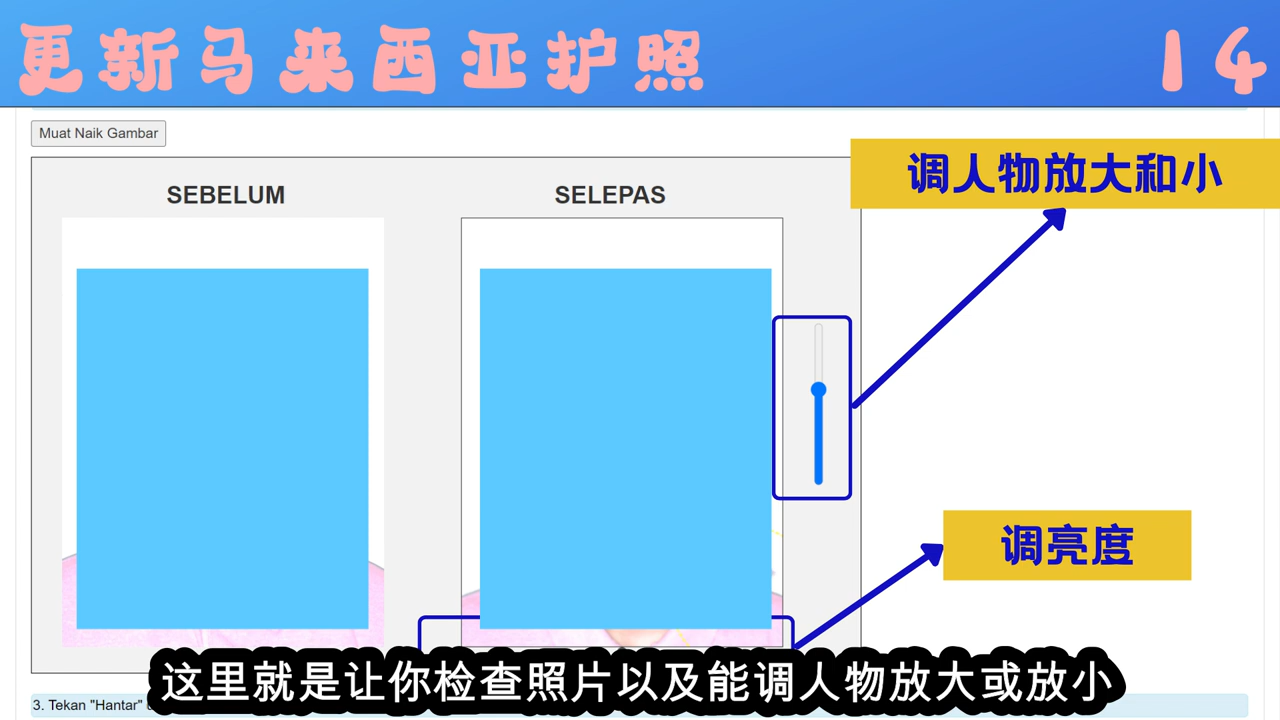 更新马来西亚护照 14
Muat Naik Gambar
调人物放大和小
SEBELUM SELEPAS
调亮度
这里就是让你检查照片以及能调人物放大或放小
3. Tekan "Hantar"